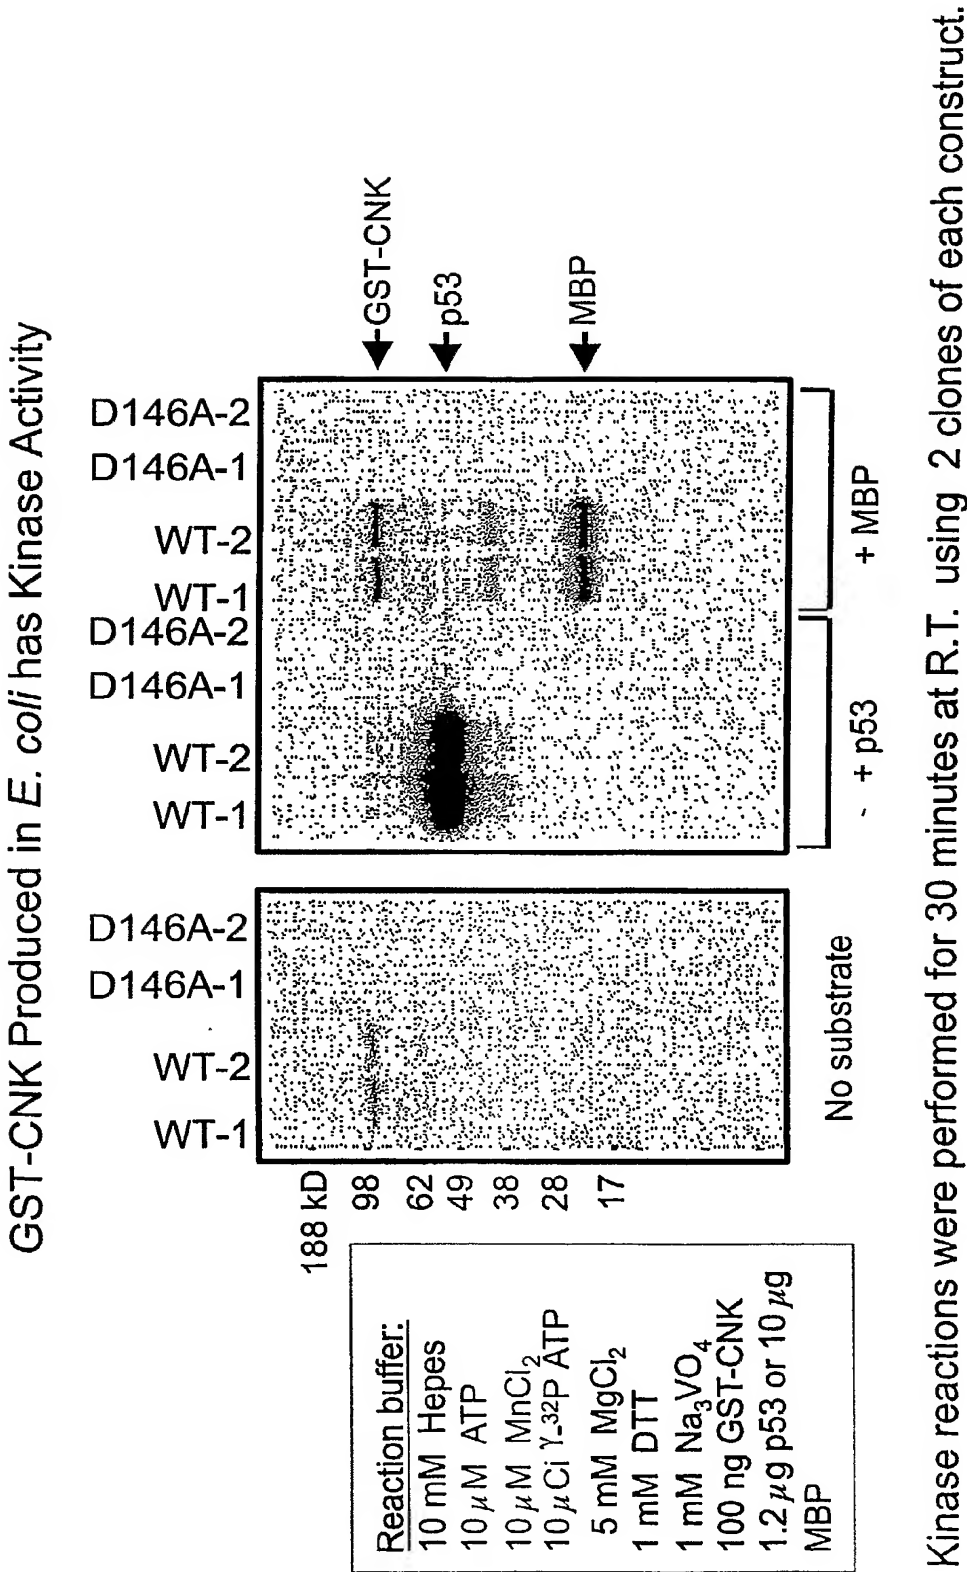 GST-CNK Produced in E. coli has Kinase Activity
WT-1 WT-2 D146A-1 D146A-2
WT-1 WT-2 D146A-1 D146A-2 WT-1 WT-2 D146A-1 D146A-2
188 kD
98
62
49
38
28
17
GST-CNK
p53
MBP
No substrate
- + p53
+ MBP
Reaction buffer:
10 mM Hepes
10 µM ATP
10 µM MnCl₂
10 µCi γ-³²P ATP
5 mM MgCl₂
1 mM DTT
1 mM Na₃VO₄
100 ng GST-CNK
1.2 µg p53 or 10 µg
MBP
Kinase reactions were performed for 30 minutes at R.T. using 2 clones of each construct.